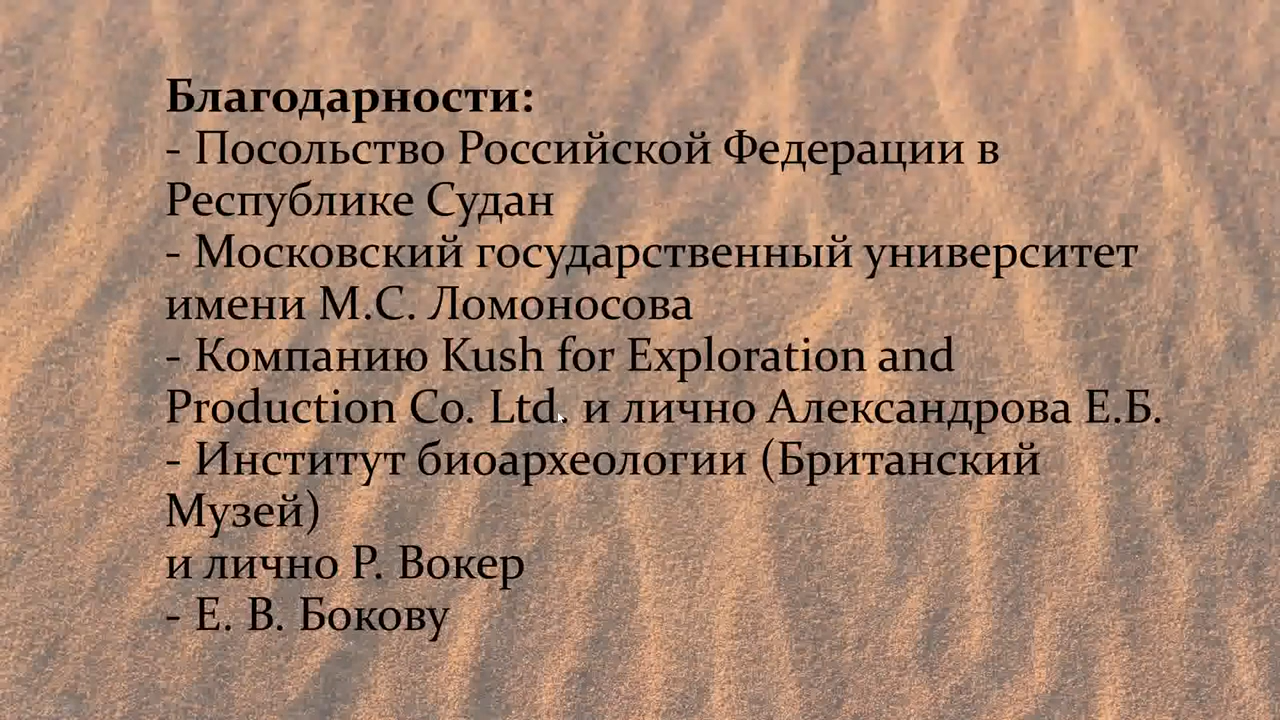 Благодарности:
- Посольство Российской Федерации в
Республике Судан
- Московский государственный университет
имени М.С. Ломоносова
- Компанию Kush for Exploration and
Production Co. Ltd. и лично Александрова Е.Б.
- Институт биоархеологии (Британский
Музей)
и лично Р. Вокер
- Е. В. Бокову